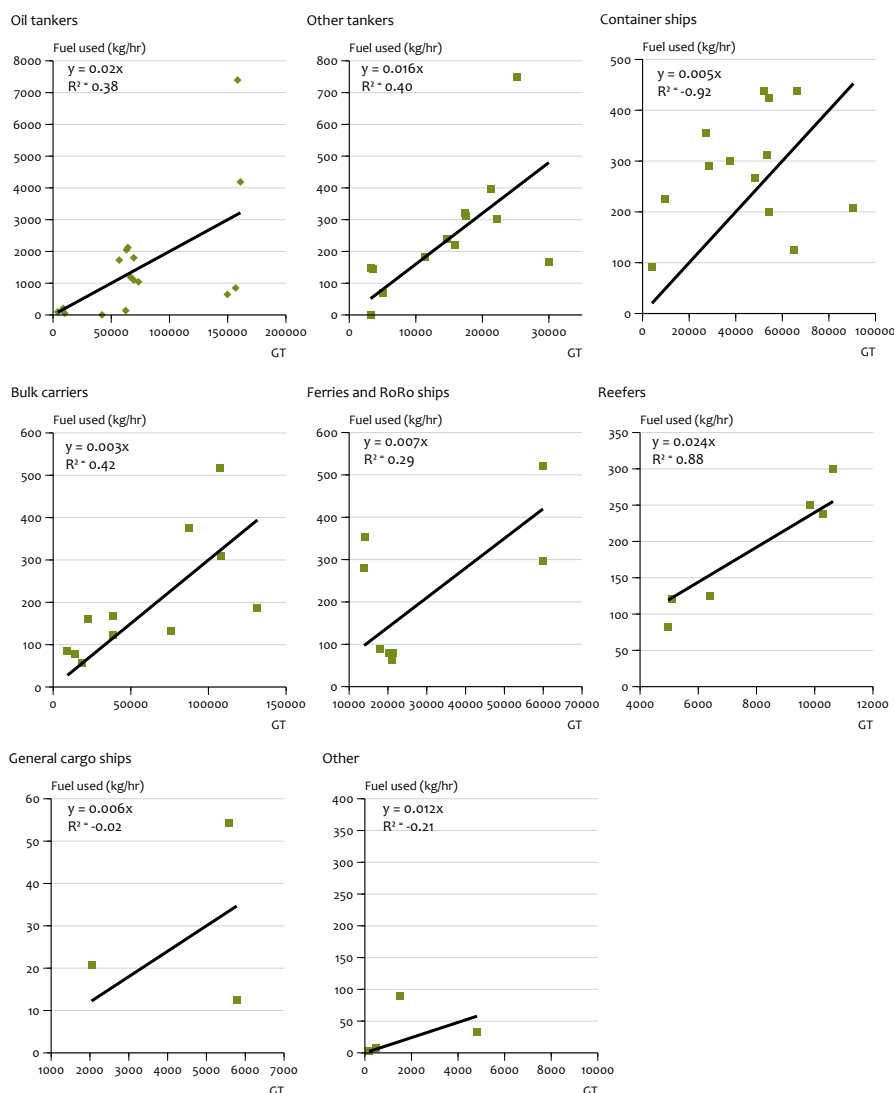 Oil tankers
Fuel used (kg/hr)
y = 0.02x
R² = 0.38
8000
7000
6000
5000
4000
3000
2000
1000
0
0 50000 100000 150000 200000
GT
Other tankers
Fuel used (kg/hr)
y = 0.016x
R² = 0.40
800
700
600
500
400
300
200
100
0
0 10000 20000 30000
GT
Container ships
Fuel used (kg/hr)
y = 0.005x
R² = -0.92
500
400
300
200
100
0
0 20000 40000 60000 80000 100000
GT
Bulk carriers
Fuel used (kg/hr)
y = 0.003x
R² = 0.42
600
500
400
300
200
100
0
0 50000 100000 150000
GT
Ferries and RoRo ships
Fuel used (kg/hr)
y = 0.007x
R² = 0.29
600
500
400
300
200
100
0
10000 20000 30000 40000 50000 60000 70000
GT
Reefers
Fuel used (kg/hr)
y = 0.024x
R² = 0.88
350
300
250
200
150
100
50
0
4000 6000 8000 10000 12000
GT
General cargo ships
Fuel used (kg/hr)
y = 0.006x
R² = -0.02
60
50
40
30
20
10
0
1000 2000 3000 4000 5000 6000 7000
GT
Other
Fuel used (kg/hr)
y = 0.012x
R² = -0.21
400
350
300
250
200
150
100
50
0
0 2000 4000 6000 8000 10000
GT